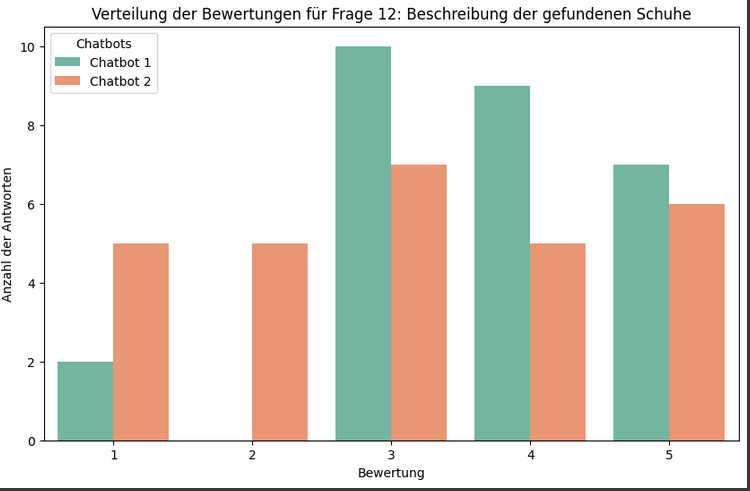 Verteilung der Bewertungen für Frage 12: Beschreibung der gefundenen Schuhe
Chatbots
Chatbot 1
Chatbot 2
Anzahl der Antworten
10
8
6
4
2
0
1 2 3 4 5
Bewertung